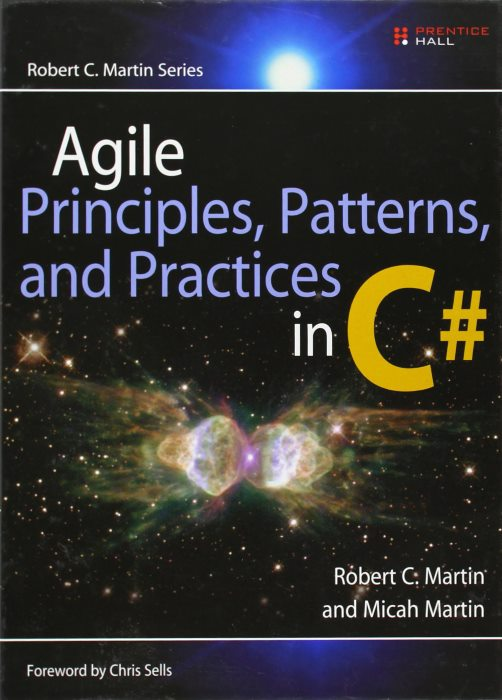 PRENTICE
HALL
Robert C. Martin Series
Agile
Principles, Patterns,
and Practices
in C#
Robert C. Martin
and Micah Martin
Foreword by Chris Sells